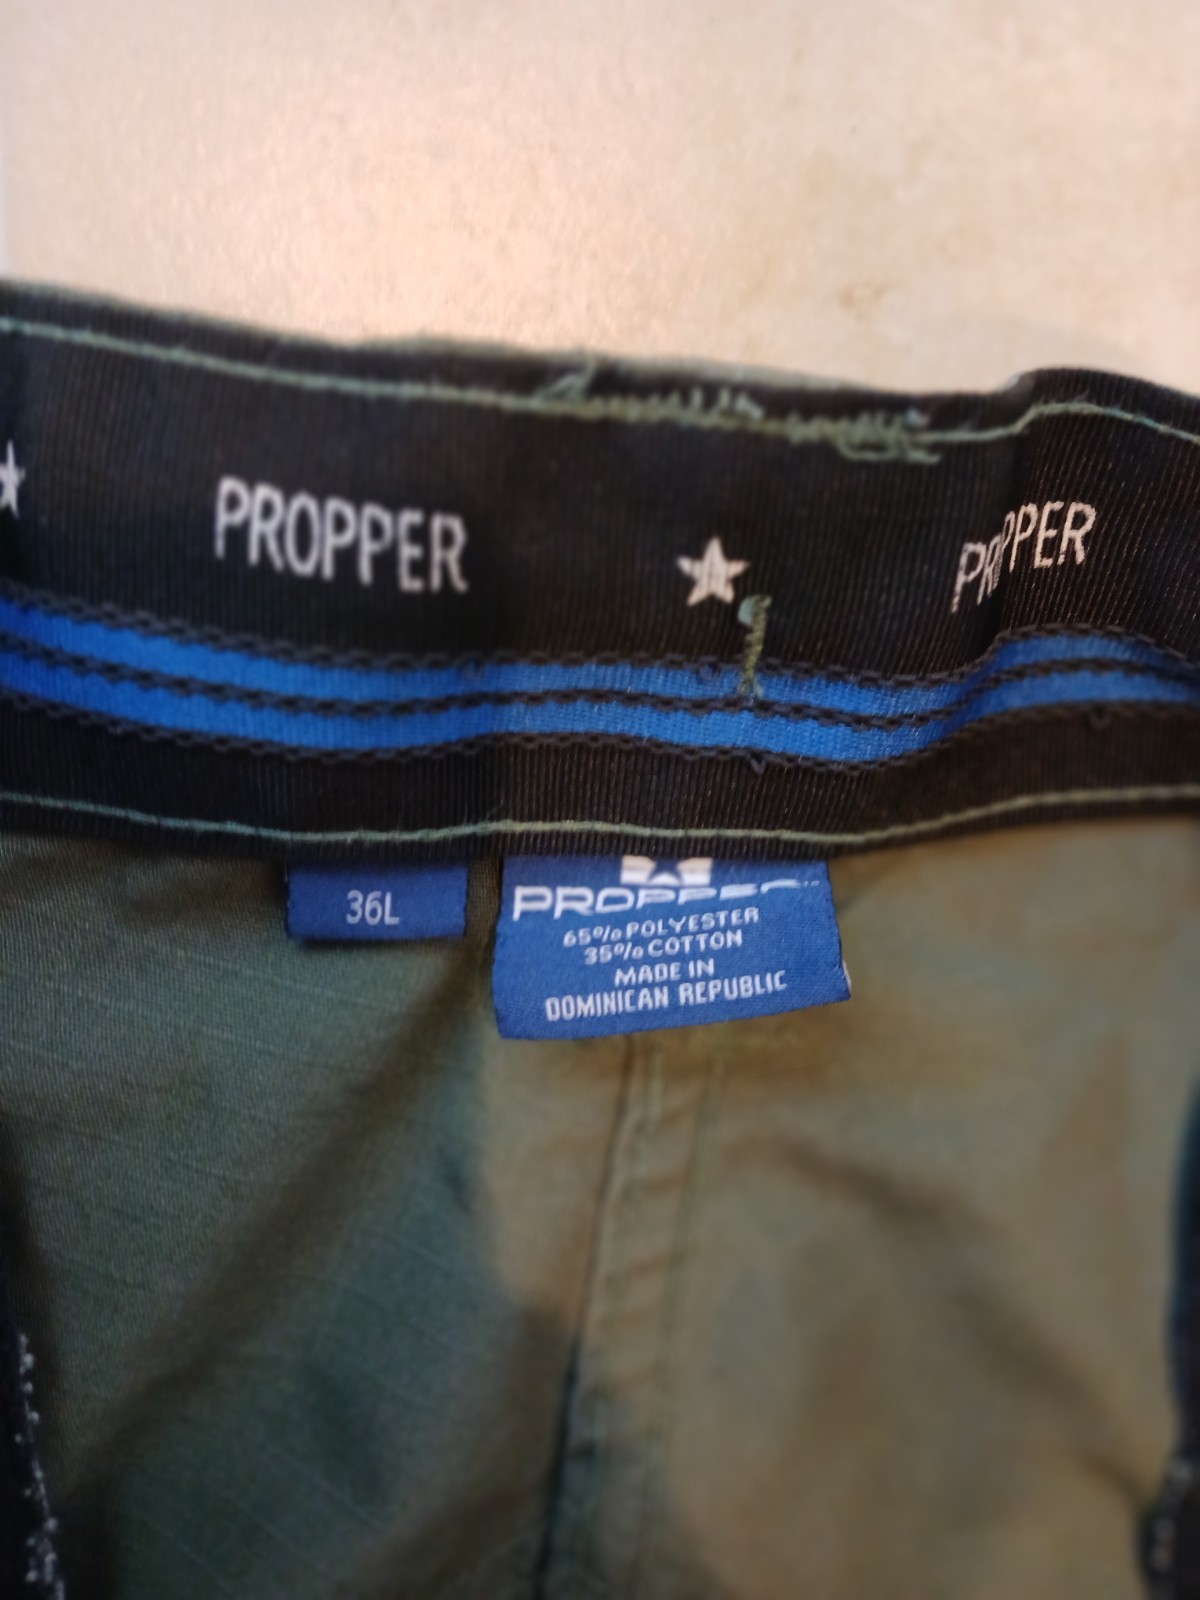 PROPPER
PROPPER
36L
PROPPER
65% POLYESTER
35% COTTON
MADE IN
DOMINICAN REPUBLIC